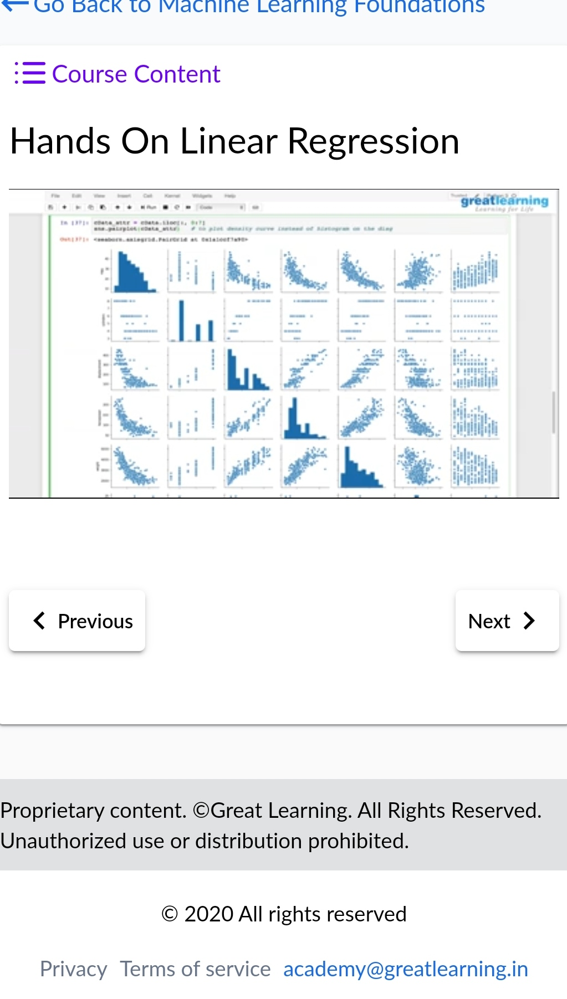 Go Back to Machine Learning Foundations
Course Content
Hands On Linear Regression
File Edit View Insert Cell Kernel Widgets Help
greatlearning
Learning for Life
Run Code
In [37]: cData_attr = cData.iloc[:, 0:7]
sns.pairplot(cData_attr) # to plot density curve instead of histogram on the diag
Out[37]: <seaborn.axisgrid.PairGrid at
Previous
Next
Proprietary content. ©Great Learning. All Rights Reserved.
Unauthorized use or distribution prohibited.
© 2020 All rights reserved
Privacy Terms of service academy@greatlearning.in